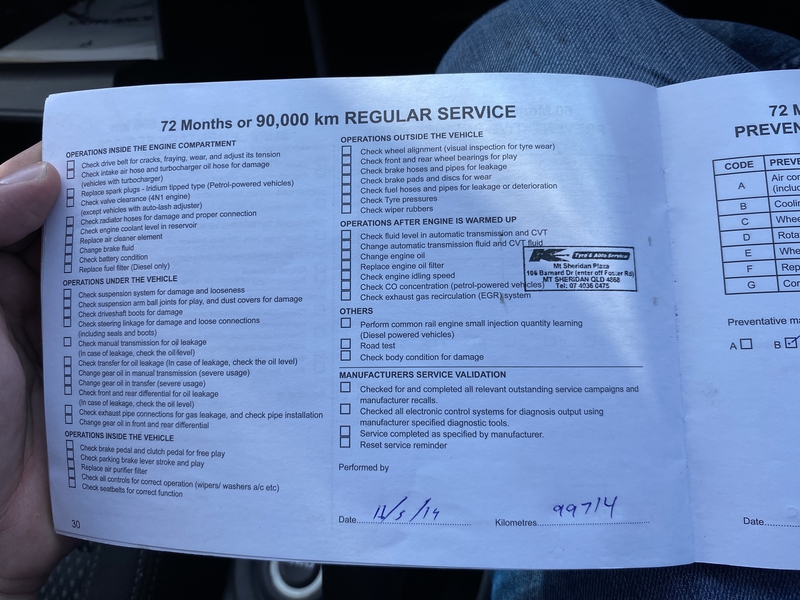 72 Months or 90,000 km REGULAR SERVICE
OPERATIONS INSIDE THE ENGINE COMPARTMENT
Check drive belt for cracks, fraying, wear, and adjust its tension
Check intake air hose and turbocharger oil hose for damage
(vehicles with turbocharger)
Replace spark plugs - Iridium tipped type (Petrol-powered vehicles)
Check valve clearance (4N1 engine)
(except vehicles with auto-lash adjuster)
Check radiator hoses for damage and proper connection
Check engine coolant level in reservoir
Replace air cleaner element
Change brake fluid
Check battery condition
Replace fuel filter (Diesel only)
OPERATIONS UNDER THE VEHICLE
Check suspension system for damage and looseness
Check suspension arm ball joints for play, and dust covers for damage
Check driveshaft boots for damage
Check steering linkage for damage and loose connections
(including seals and boots)
Check manual transmission for oil leakage
(In case of leakage, check the oil level)
Check transfer for oil leakage (In case of leakage, check the oil level)
Change gear oil in manual transmission (severe usage)
Change gear oil in transfer (severe usage)
Check front and rear differential for oil leakage
(In case of leakage, check the oil level)
Check exhaust pipe connections for gas leakage, and check pipe installation
Change gear oil in front and rear differential
OPERATIONS INSIDE THE VEHICLE
Check brake pedal and clutch pedal for free play
Check parking brake lever stroke and play
Replace air purifier filter
Check all controls for correct operation (wipers/ washers a/c etc)
Check seatbelts for correct function
30
OPERATIONS OUTSIDE THE VEHICLE
Check wheel alignment (visual inspection for tyre wear)
Check front and rear wheel bearings for play
Check brake hoses and pipes for leakage
Check brake pads and discs for wear
Check fuel hoses and pipes for leakage or deterioration
Check Tyre pressures
Check wiper rubbers
OPERATIONS AFTER ENGINE IS WARMED UP
Check fluid level in automatic transmission and CVT
Change automatic transmission fluid and CVT fluid
Change engine oil
Replace engine oil filter
Check engine idling speed
Check CO concentration (petrol-powered vehicles)
Check exhaust gas recirculation (EGR) system
Tyre & Auto Service
Mt Sheridan Plaza
106 Barnard Dr (enter off Foster Rd)
MT SHERIDAN QLD 4868
Tel: 07 4036 0475
OTHERS
Perform common rail engine small injection quantity learning
(Diesel powered vehicles)
Road test
Check body condition for damage
MANUFACTURERS SERVICE VALIDATION
Checked for and completed all relevant outstanding service campaigns and
manufacturer recalls.
Checked all electronic control systems for diagnosis output using
manufacturer specified diagnostic tools.
Service completed as specified by manufacturer.
Reset service reminder
Performed by
Date
Kilometres 99714
72 M
PREVEN
CODE PREVE
A Air con
(includ
B Coolin
C Whee
D Rota
E Whe
F Rep
G Con
Preventative ma
A B
Date